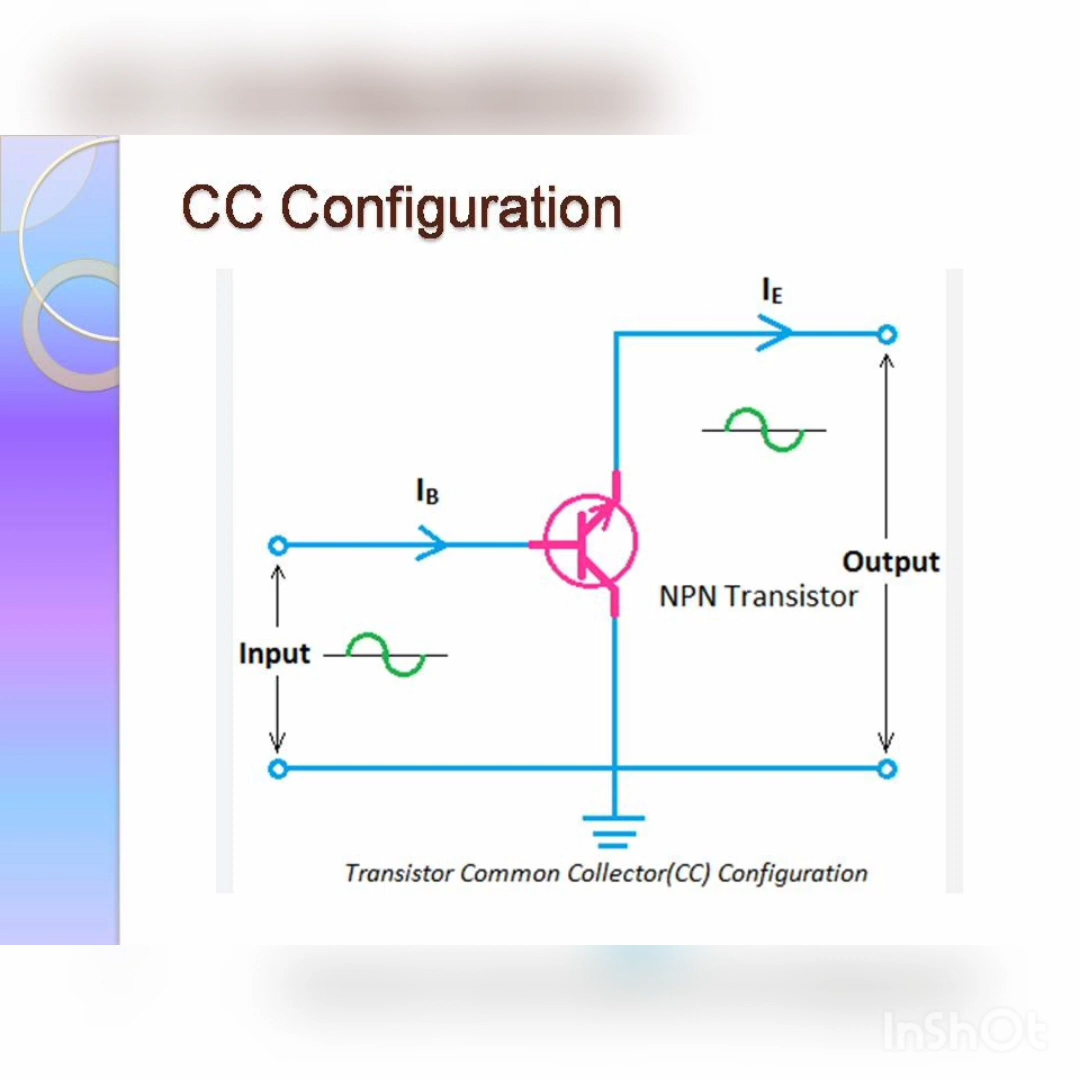 CC Configuration
IE
IB
Output
NPN Transistor
Input
Transistor Common Collector(CC) Configuration
InShOt